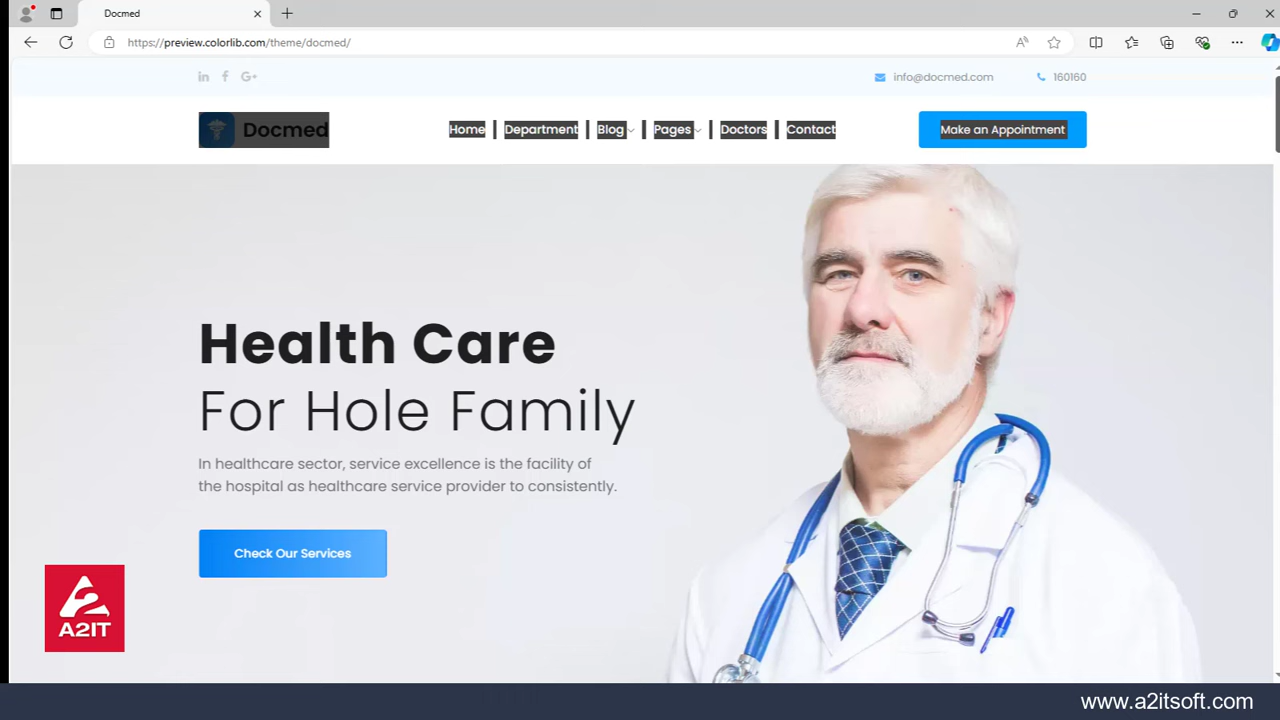 Docmed
https://preview.colorlib.com/theme/docmed/
in f G+ info@docmed.com 160160
Docmed Home Department Blog Pages Doctors Contact Make an Appointment
Health Care
For Hole Family
In healthcare sector, service excellence is the facility of
the hospital as healthcare service provider to consistently.
Check Our Services
A2IT
www.a2itsoft.com